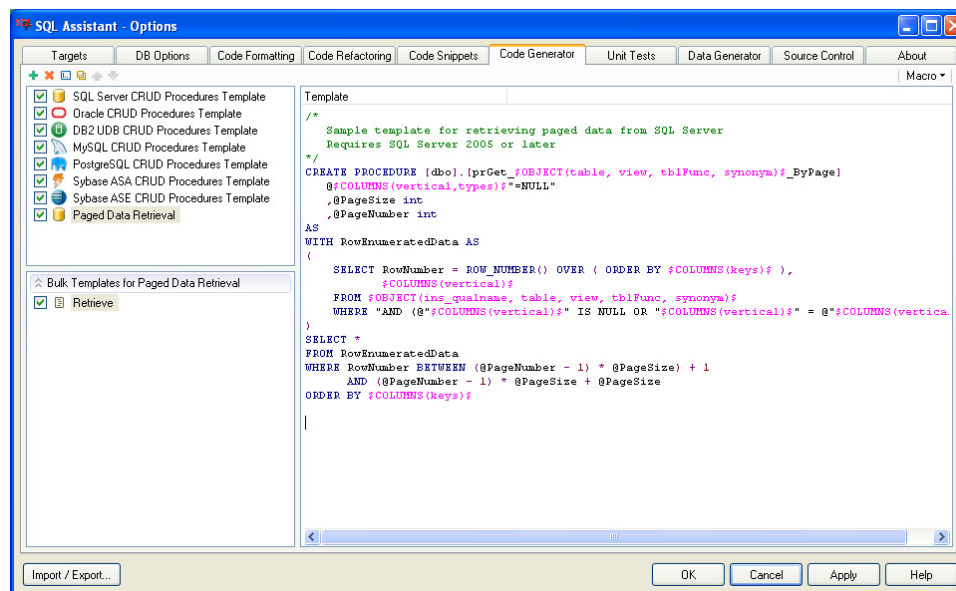 SQL Assistant - Options
Targets
DB Options
Code Formatting
Code Refactoring
Code Snippets
Code Generator
Unit Tests
Data Generator
Source Control
About
Macro
SQL Server CRUD Procedures Template
Oracle CRUD Procedures Template
DB2 UDB CRUD Procedures Template
MySQL CRUD Procedures Template
PostgreSQL CRUD Procedures Template
Sybase ASA CRUD Procedures Template
Sybase ASE CRUD Procedures Template
Paged Data Retrieval
Bulk Templates for Paged Data Retrieval
Retrieve
Template
/*
Sample template for retrieving paged data from SQL Server
Requires SQL Server 2005 or later
*/
CREATE PROCEDURE [dbo].[prGet_$OBJECT(table, view, tblFunc, synonym)$_ByPage]
@$COLUMNS(vertical,types)$"=NULL"
,@PageSize int
,@PageNumber int
AS
WITH RowEnumeratedData AS
(
SELECT RowNumber = ROW_NUMBER() OVER ( ORDER BY $COLUMNS(keys)$ ),
$COLUMNS(vertical)$
FROM $OBJECT(ins_qualname, table, view, tblFunc, synonym)$
WHERE "AND (@"$COLUMNS(vertical)$" IS NULL OR "$COLUMNS(vertical)$" = @"$COLUMNS(vertica
)
SELECT *
FROM RowEnumeratedData
WHERE RowNumber BETWEEN (@PageNumber - 1) * @PageSize) + 1
AND (@PageNumber - 1) * @PageSize + @PageSize
ORDER BY $COLUMNS(keys)$
Import / Export...
OK
Cancel
Apply
Help